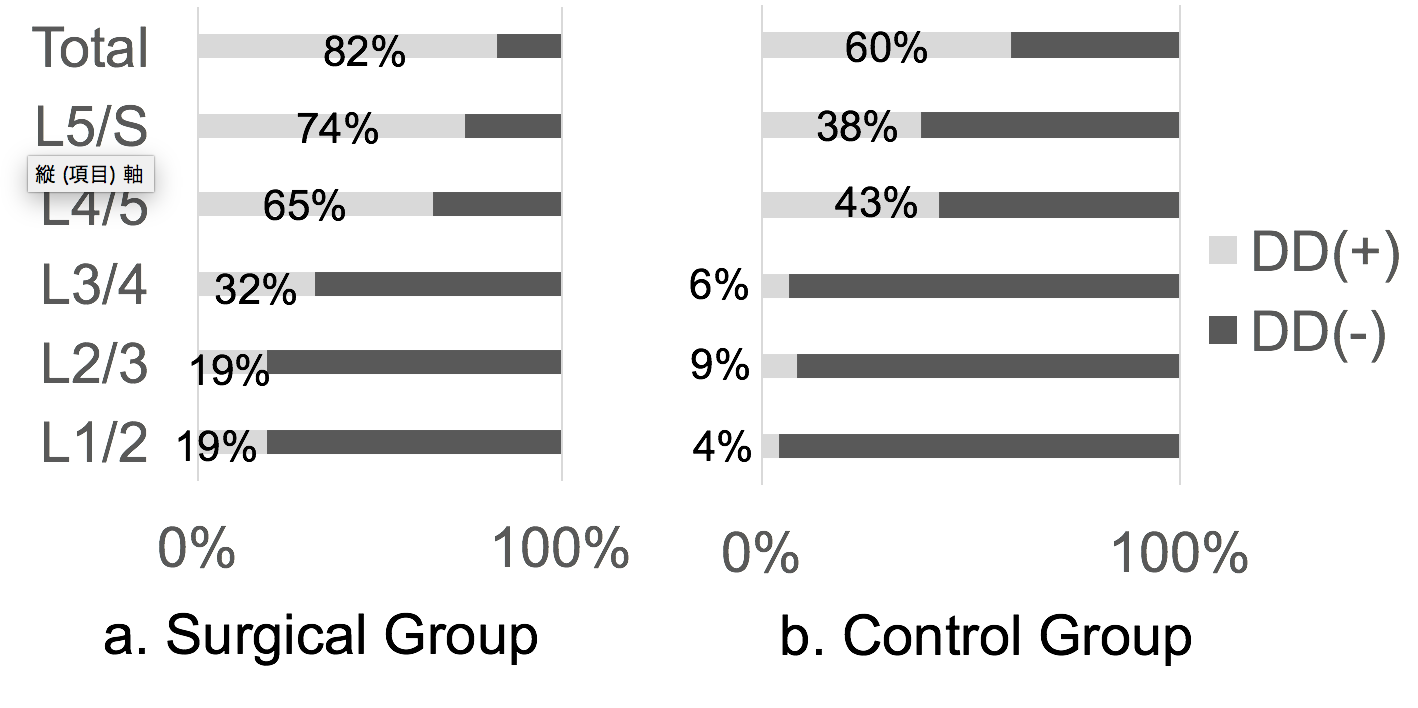 Total
82%
60%
L5/S
74%
38%
縦 (項目) 軸
L4/5
65%
43%
DD(+)
L3/4
32%
6%
DD(-)
L2/3
19%
9%
L1/2
19%
4%
0%
100%
0%
100%
a. Surgical Group
b. Control Group